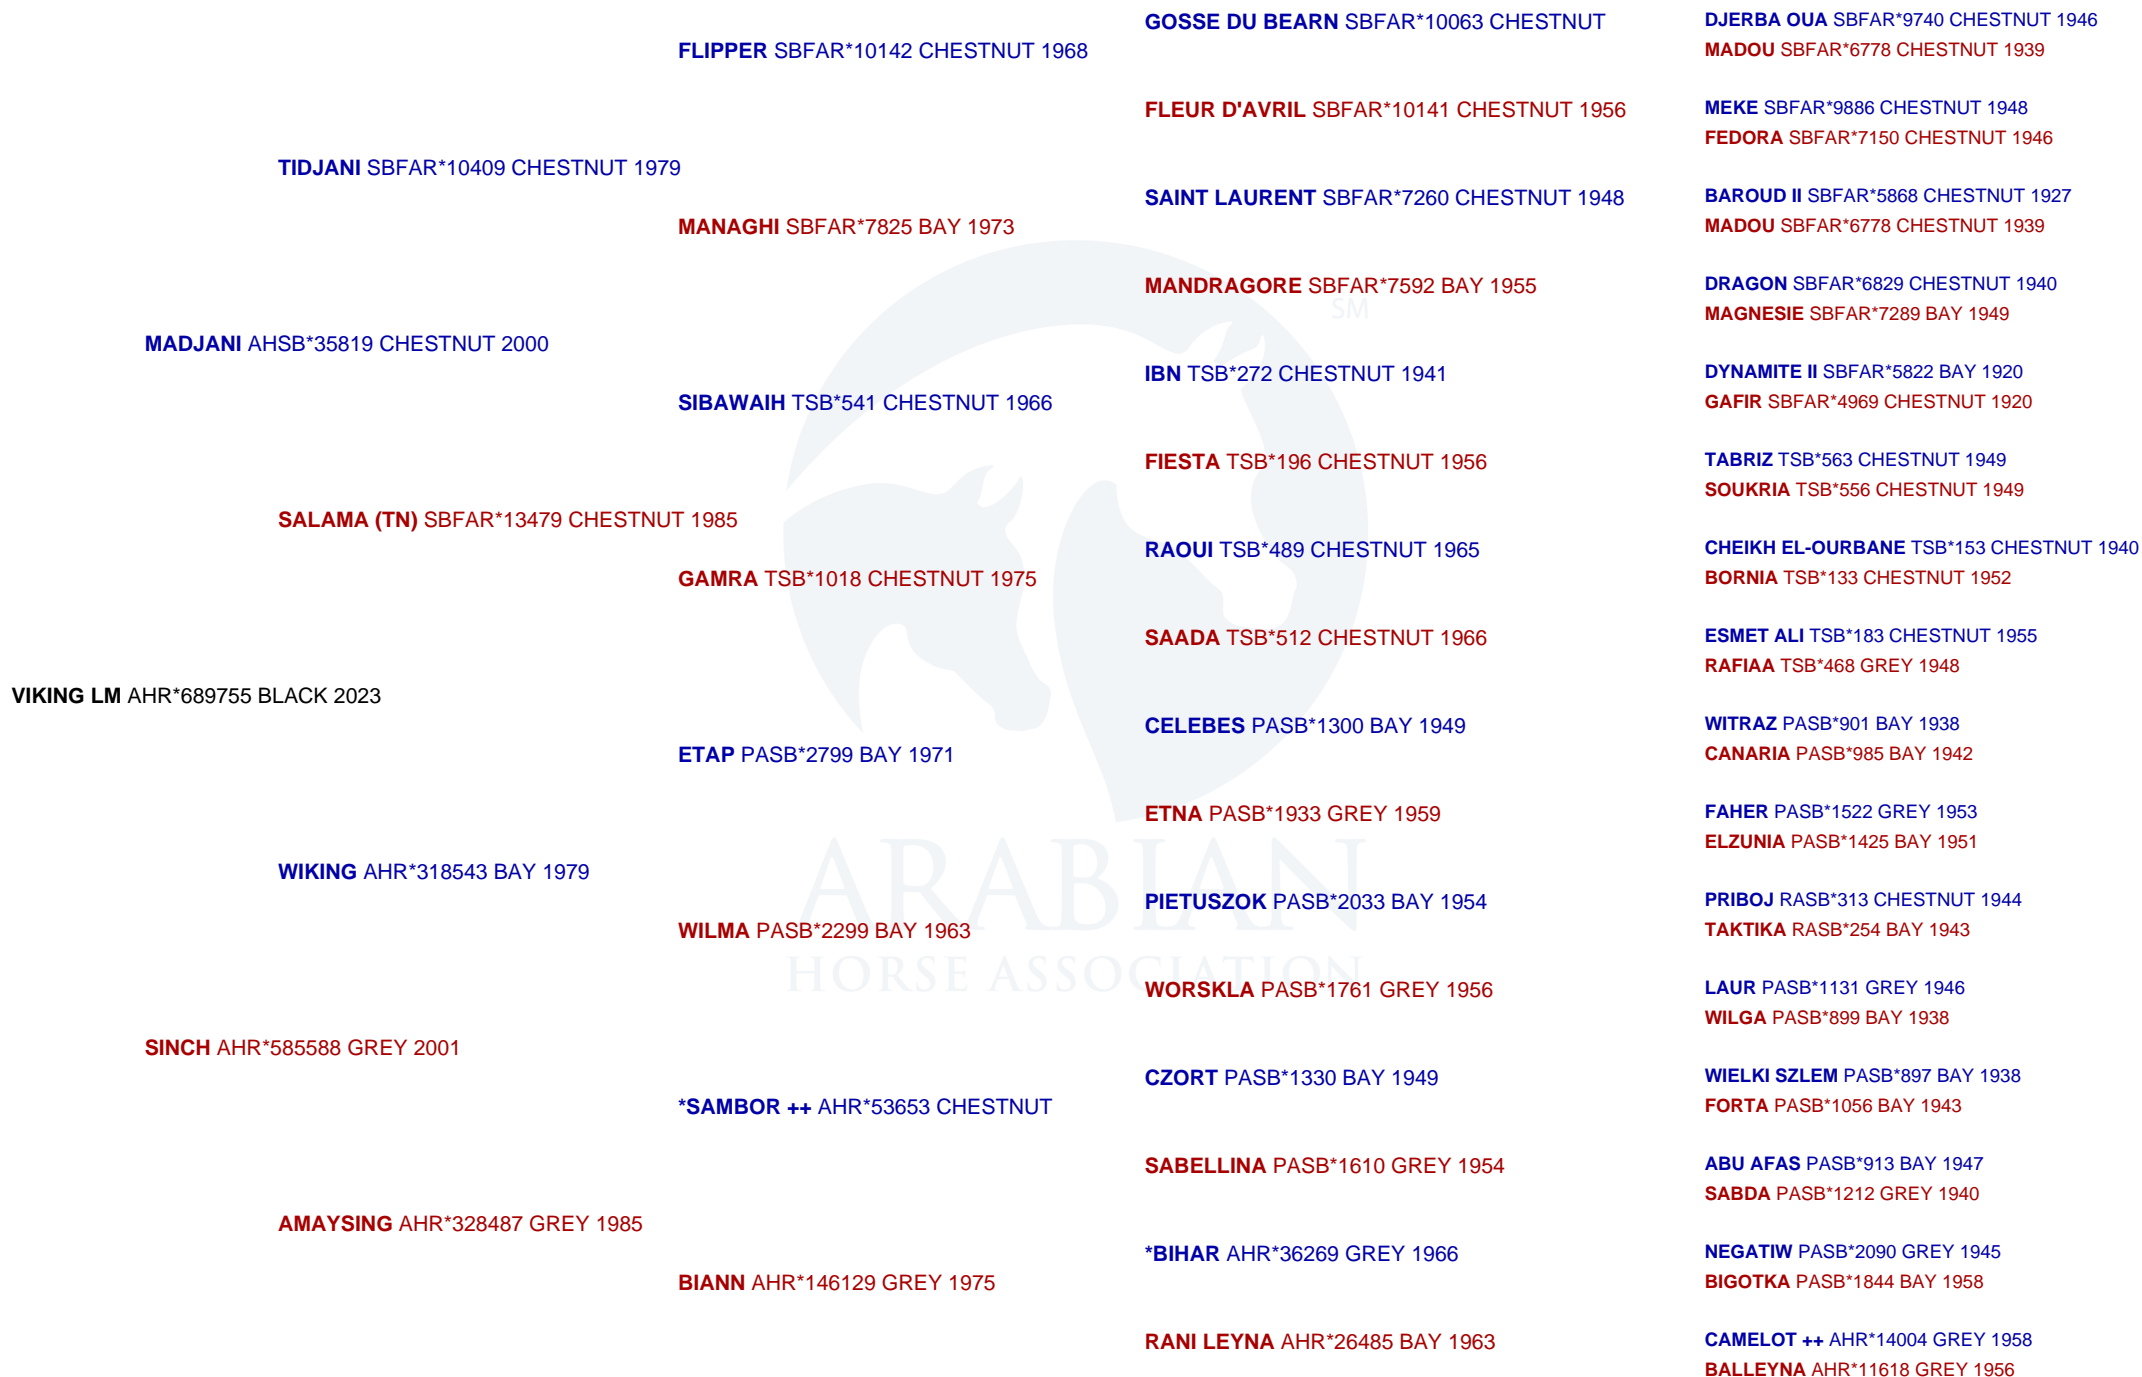 GOSSE DU BEARN SBFAR*10063 CHESTNUT
DJERBA OUA SBFAR*9740 CHESTNUT 1946
FLIPPER SBFAR*10142 CHESTNUT 1968
MADOU SBFAR*6778 CHESTNUT 1939
FLEUR D'AVRIL SBFAR*10141 CHESTNUT 1956
MEKE SBFAR*9886 CHESTNUT 1948
FEDORA SBFAR*7150 CHESTNUT 1946
TIDJANI SBFAR*10409 CHESTNUT 1979
SAINT LAURENT SBFAR*7260 CHESTNUT 1948
BAROUD II SBFAR*5868 CHESTNUT 1927
MANAGHI SBFAR*7825 BAY 1973
MADOU SBFAR*6778 CHESTNUT 1939
MANDRAGORE SBFAR*7592 BAY 1955
DRAGON SBFAR*6829 CHESTNUT 1940
SM
MAGNESIE SBFAR*7289 BAY 1949
MADJANI AHSB*35819 CHESTNUT 2000
IBN TSB*272 CHESTNUT 1941
DYNAMITE II SBFAR*5822 BAY 1920
SIBAWAIH TSB*541 CHESTNUT 1966
GAFIR SBFAR*4969 CHESTNUT 1920
FIESTA TSB*196 CHESTNUT 1956
TABRIZ TSB*563 CHESTNUT 1949
SOUKRIA TSB*556 CHESTNUT 1949
SALAMA (TN) SBFAR*13479 CHESTNUT 1985
RAOUI TSB*489 CHESTNUT 1965
CHEIKH EL-OURBANE TSB*153 CHESTNUT 1940
GAMRA TSB*1018 CHESTNUT 1975
BORNIA TSB*133 CHESTNUT 1952
SAADA TSB*512 CHESTNUT 1966
ESMET ALI TSB*183 CHESTNUT 1955
RAFIAA TSB*468 GREY 1948
VIKING LM AHR*689755 BLACK 2023
CELEBES PASB*1300 BAY 1949
WITRAZ PASB*901 BAY 1938
ETAP PASB*2799 BAY 1971
CANARIA PASB*985 BAY 1942
ETNA PASB*1933 GREY 1959
FAHER PASB*1522 GREY 1953
ELZUNIA PASB*1425 BAY 1951
WIKING AHR*318543 BAY 1979
ARABIAN
PIETUSZOK PASB*2033 BAY 1954
PRIBOJ RASB*313 CHESTNUT 1944
WILMA PASB*2299 BAY 1963
TAKTIKA RASB*254 BAY 1943
HORSE ASSOCIATION
WORSKLA PASB*1761 GREY 1956
LAUR PASB*1131 GREY 1946
WILGA PASB*899 BAY 1938
SINCH AHR*585588 GREY 2001
CZORT PASB*1330 BAY 1949
WIELKI SZLEM PASB*897 BAY 1938
*SAMBOR ++ AHR*53653 CHESTNUT
FORTA PASB*1056 BAY 1943
SABELLINA PASB*1610 GREY 1954
ABU AFAS PASB*913 BAY 1947
SABDA PASB*1212 GREY 1940
AMAYSING AHR*328487 GREY 1985
*BIHAR AHR*36269 GREY 1966
NEGATIW PASB*2090 GREY 1945
BIANN AHR*146129 GREY 1975
BIGOTKA PASB*1844 BAY 1958
RANI LEYNA AHR*26485 BAY 1963
CAMELOT ++ AHR*14004 GREY 1958
BALLEYNA AHR*11618 GREY 1956